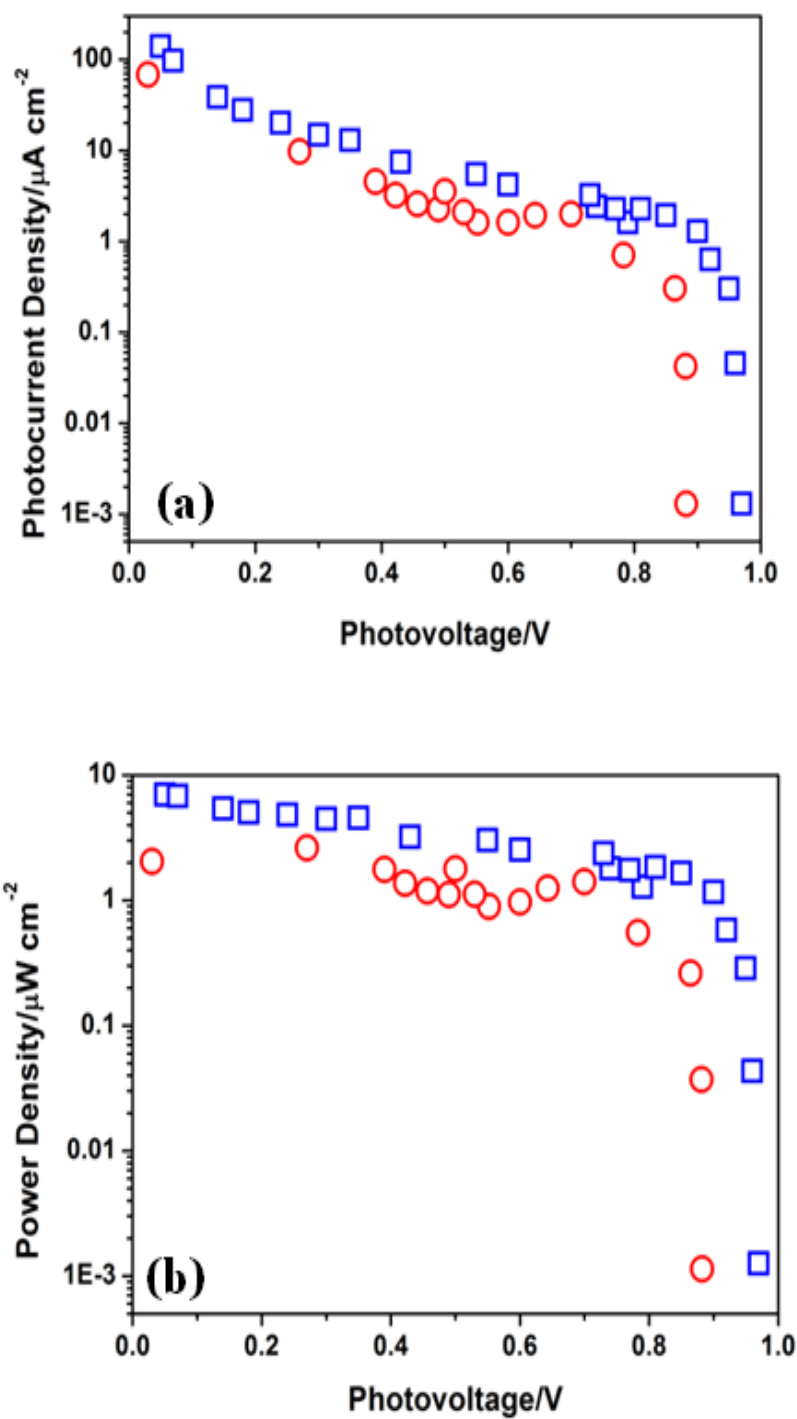 Photocurrent Density/μA cm-2
100
10
1
0.1
0.01
1E-3
(a)
0.0 0.2 0.4 0.6 0.8 1.0
Photovoltage/V
Power Density/μW cm-2
10
1
0.1
0.01
1E-3
(b)
0.0 0.2 0.4 0.6 0.8 1.0
Photovoltage/V